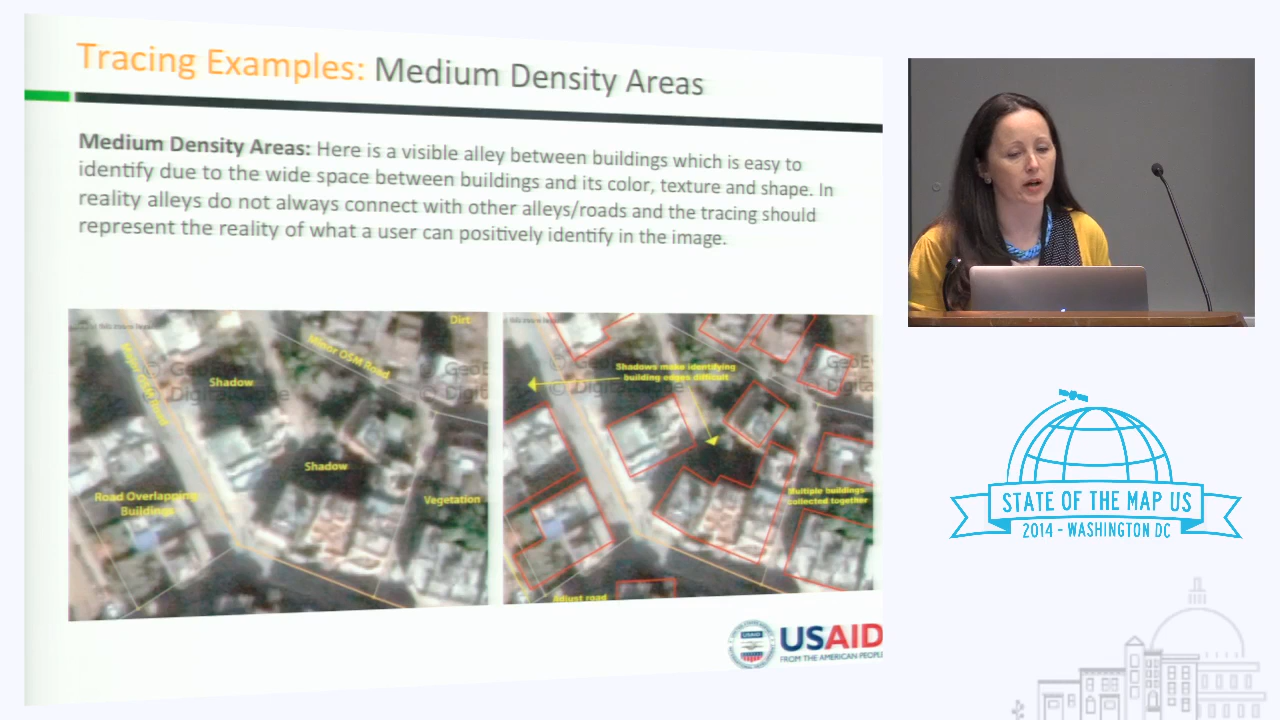 Tracing Examples: Medium Density Areas
Medium Density Areas: Here is a visible alley between buildings which is easy to
identify due to the wide space between buildings and its color, texture and shape. In
reality alleys do not always connect with other alleys/roads and the tracing should
represent the reality of what a user can positively identify in the image.
Dirt
Minor OSM Road
Major OSM Road
Shadow
Shadow
Road Overlapping
Buildings
Vegetation
Shadows make identifying
building edges difficult
Multiple buildings
collected together
Adjust road
USAID
FROM THE AMERICAN PEOPLE
STATE OF THE MAP US
2014 - WASHINGTON DC